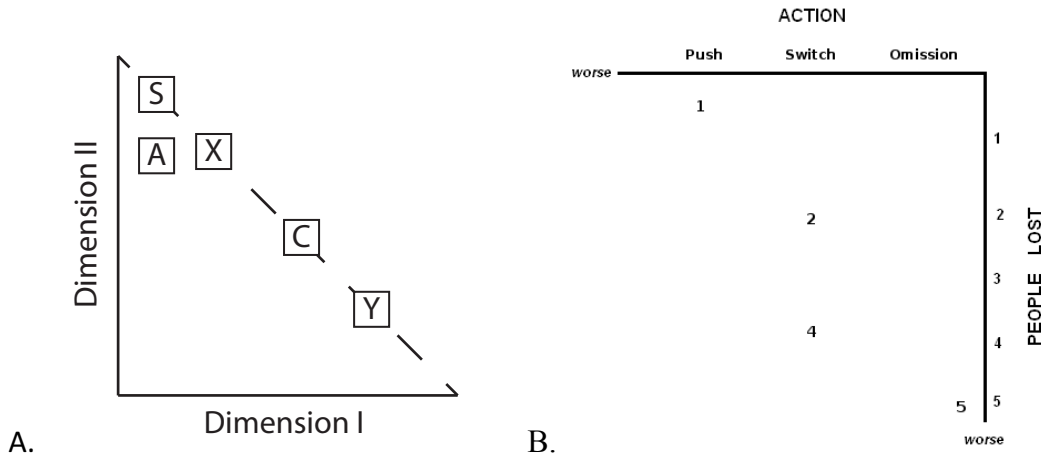 Dimension II
S
A
X
C
Y
Dimension I
A.
ACTION
Push Switch Omission
worse
1
1
2
2
3
4
4
5
5
PEOPLE LOST
worse
B.